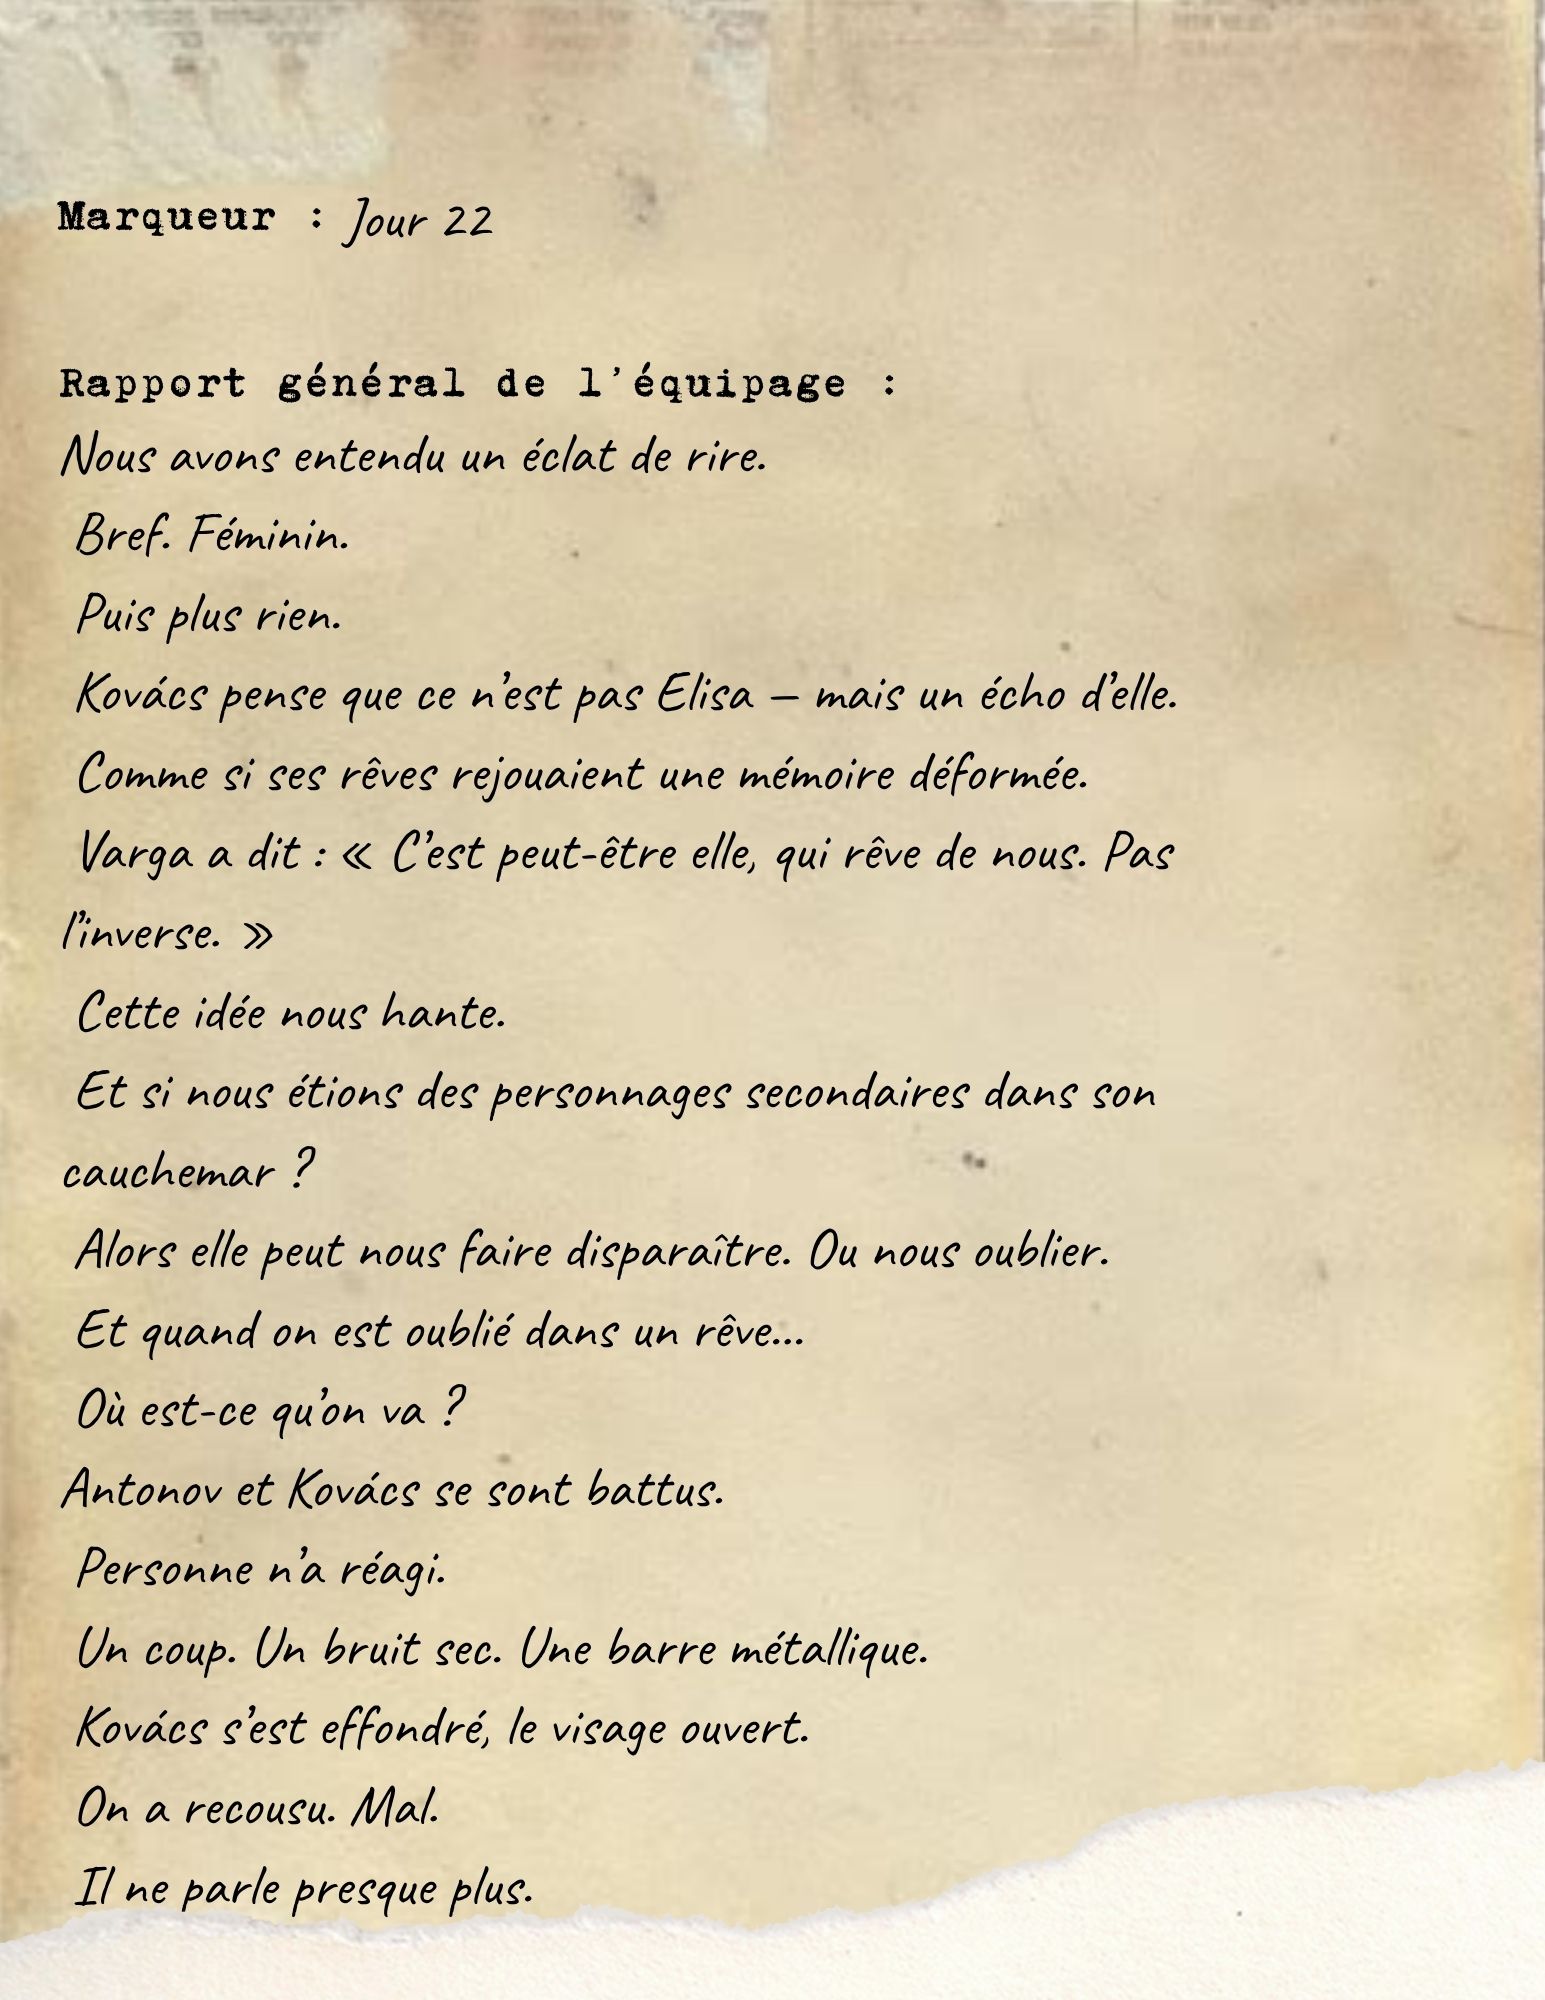 Marqueur : Jour 22
Rapport général de l'équipage :
Nous avons entendu un éclat de rire.
Bref. Féminin.
Puis plus rien.
Kovács pense que ce n’est pas Elisa – mais un écho d’elle.
Comme si ses rêves rejouaient une mémoire déformée.
Varga a dit : « C’est peut-être elle, qui rêve de nous. Pas
l’inverse. »
Cette idée nous hante.
Et si nous étions des personnages secondaires dans son
cauchemar ?
Alors elle peut nous faire disparaître. Ou nous oublier.
Et quand on est oublié dans un rêve...
Où est-ce qu’on va ?
Antonov et Kovács se sont battus.
Personne n’a réagi.
Un coup. Un bruit sec. Une barre métallique.
Kovács s’est effondré, le visage ouvert.
On a recousu. Mal.
Il ne parle presque plus.